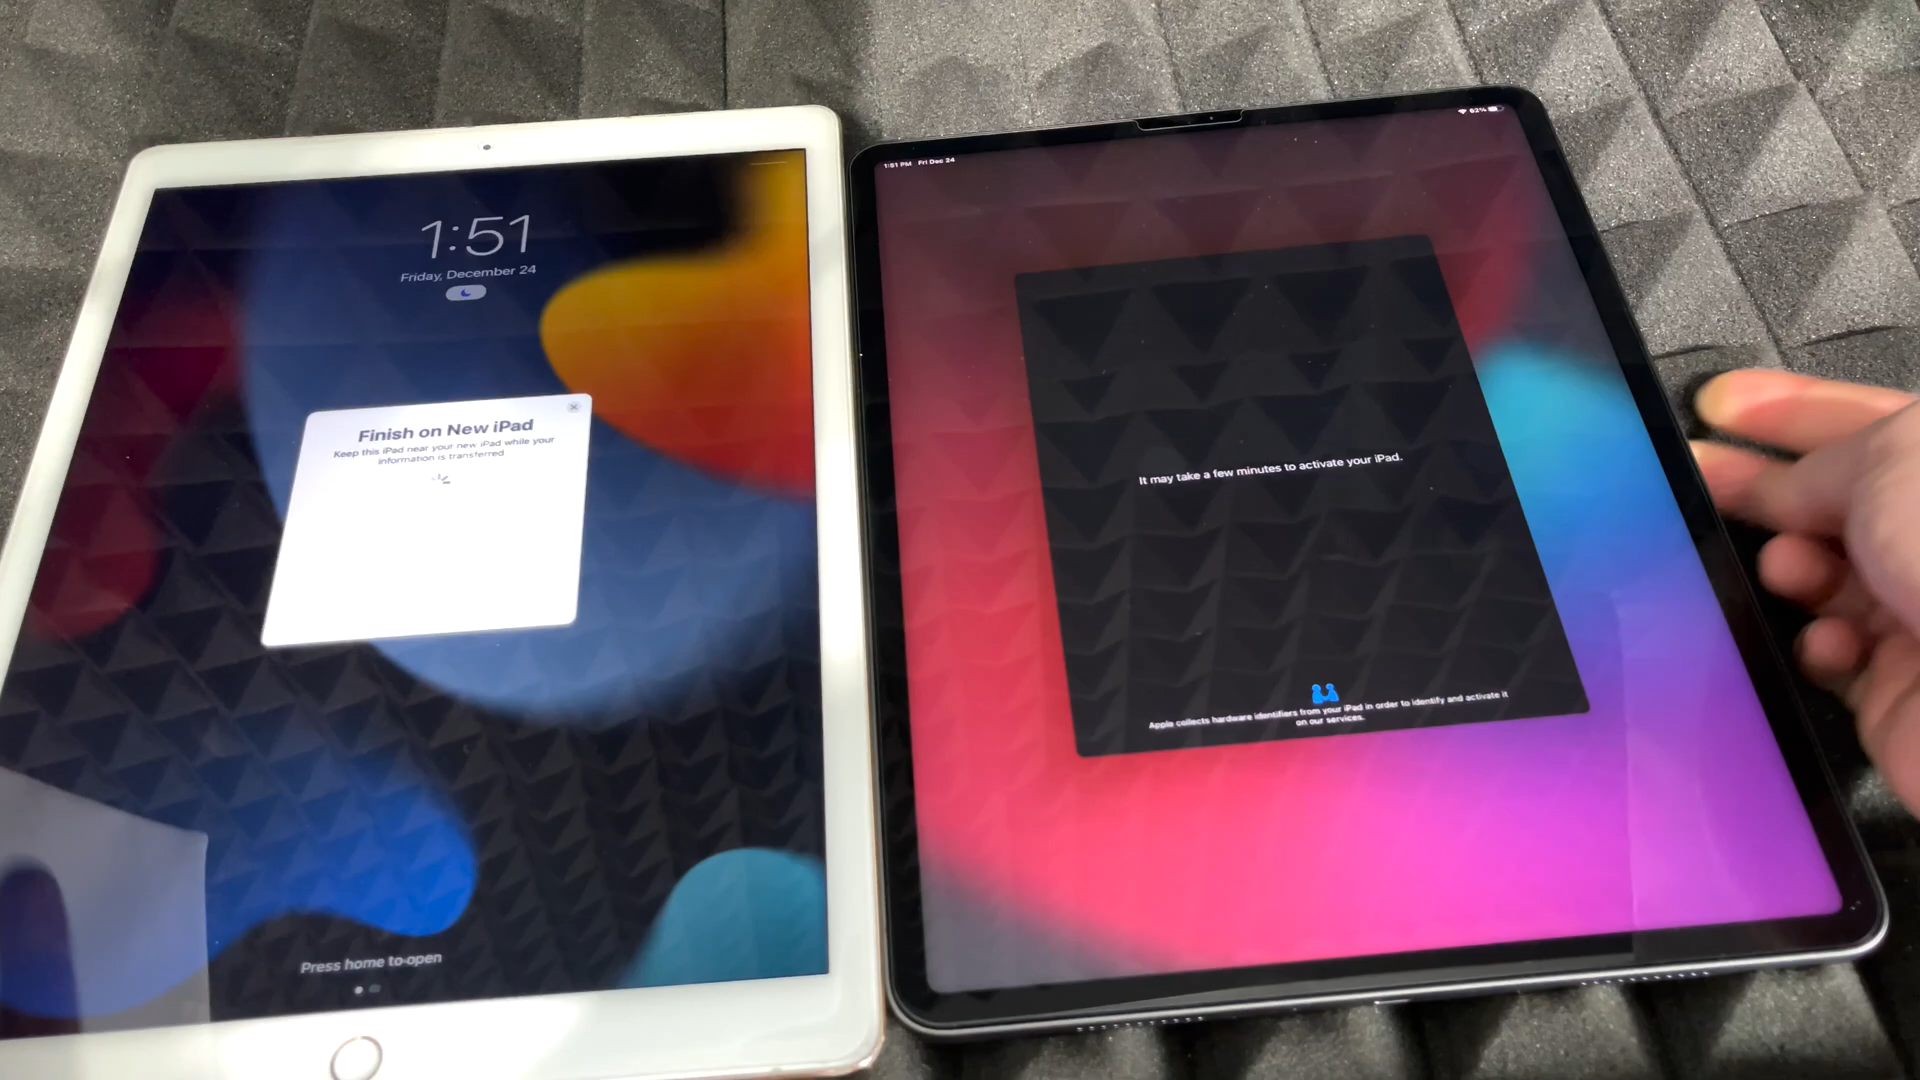 1:51
Friday, December 24
Finish on New iPad
Keep this iPad near your new iPad while your
information is transferred
Press home to open
1:51 PM Fri Dec 24
62%
It may take a few minutes to activate your iPad.
Apple collects hardware identifiers from your iPad in order to identify and activate it
on our services.